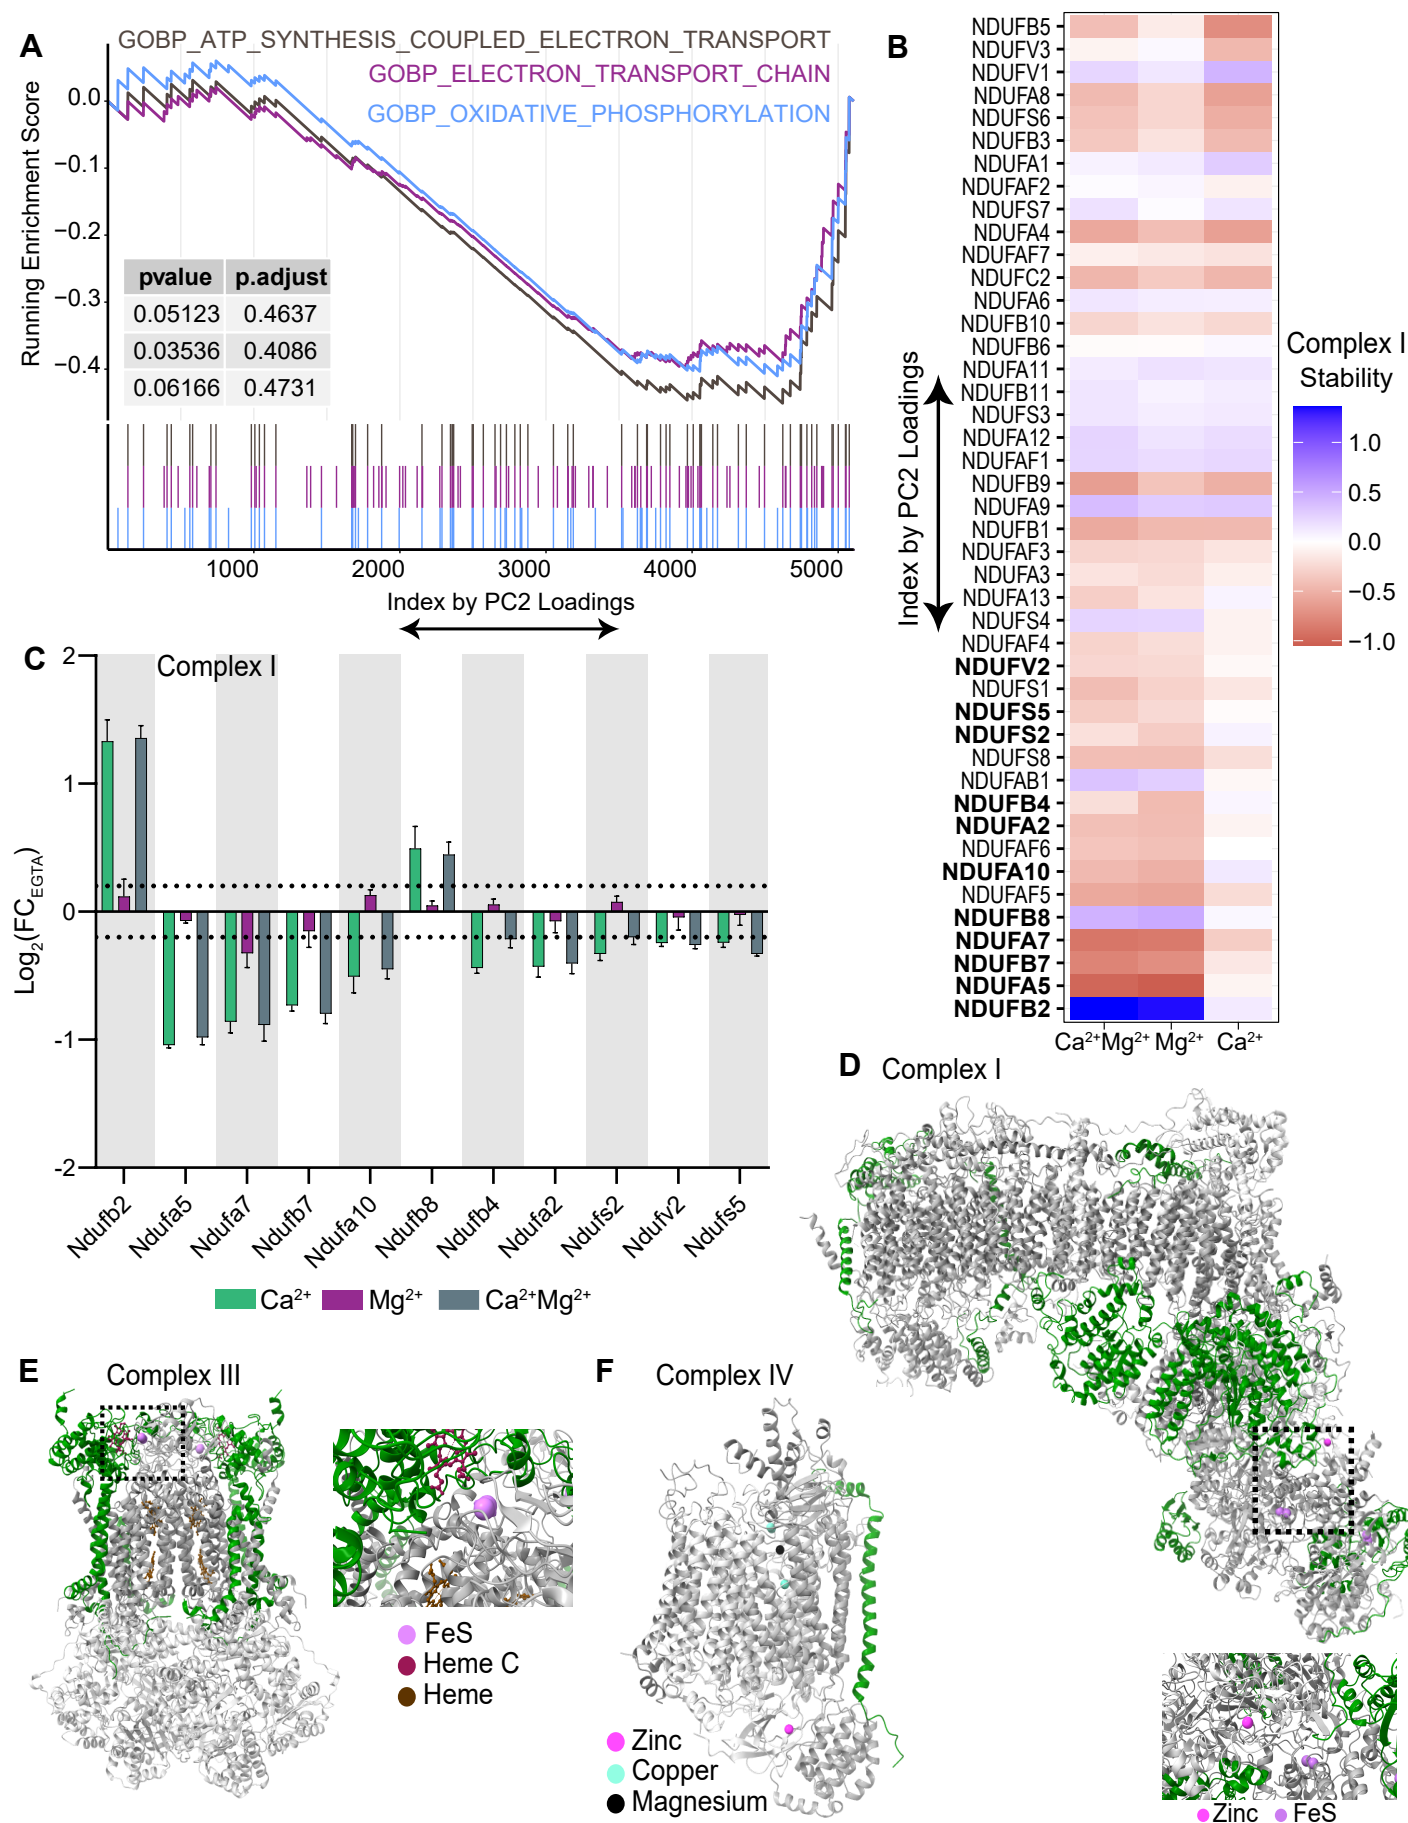 A
GOBP_ATP_SYNTHESIS_COUPLED_ELECTRON_TRANSPORT
GOBP_ELECTRON_TRANSPORT_CHAIN
GOBP_OXIDATIVE_PHOSPHORYLATION
Running Enrichment Score
0.0
−0.1
−0.2
−0.3
−0.4
pvalue p.adjust
0.05123 0.4637
0.03536 0.4086
0.06166 0.4731
1000 2000 3000 4000 5000
Index by PC2 Loadings
B
NDUFB5
NDUFV3
NDUFV1
NDUFA8
NDUFS6
NDUFB3
NDUFA1
NDUFAF2
NDUFS7
NDUFA4
NDUFAF7
NDUFC2
NDUFA6
NDUFB10
NDUFB6
NDUFA11
NDUFB11
NDUFS3
NDUFA12
NDUFAF1
NDUFB9
NDUFA9
NDUFB1
NDUFAF3
NDUFA3
NDUFA13
NDUFS4
NDUFAF4
NDUFV2
NDUFS1
NDUFS5
NDUFS2
NDUFS8
NDUFAB1
NDUFB4
NDUFA2
NDUFAF6
NDUFA10
NDUFAF5
NDUFB8
NDUFA7
NDUFB7
NDUFA5
NDUFB2
Index by PC2 Loadings
Ca²⁺Mg²⁺ Mg²⁺ Ca²⁺
Complex I
Stability
1.0
0.5
0.0
−0.5
−1.0
C
Complex I
Log₂(FC_EGTA)
2
1
0
-1
-2
Ndufb2 Ndufa5 Ndufa7 Ndufb7 Ndufa10 Ndufb8 Ndufb4 Ndufa2 Ndufs2 Ndufv2 Ndufs5
Ca²⁺ Mg²⁺ Ca²⁺Mg²⁺
D
Complex I
Zinc FeS
E
Complex III
FeS
Heme C
Heme
F
Complex IV
Zinc
Copper
Magnesium